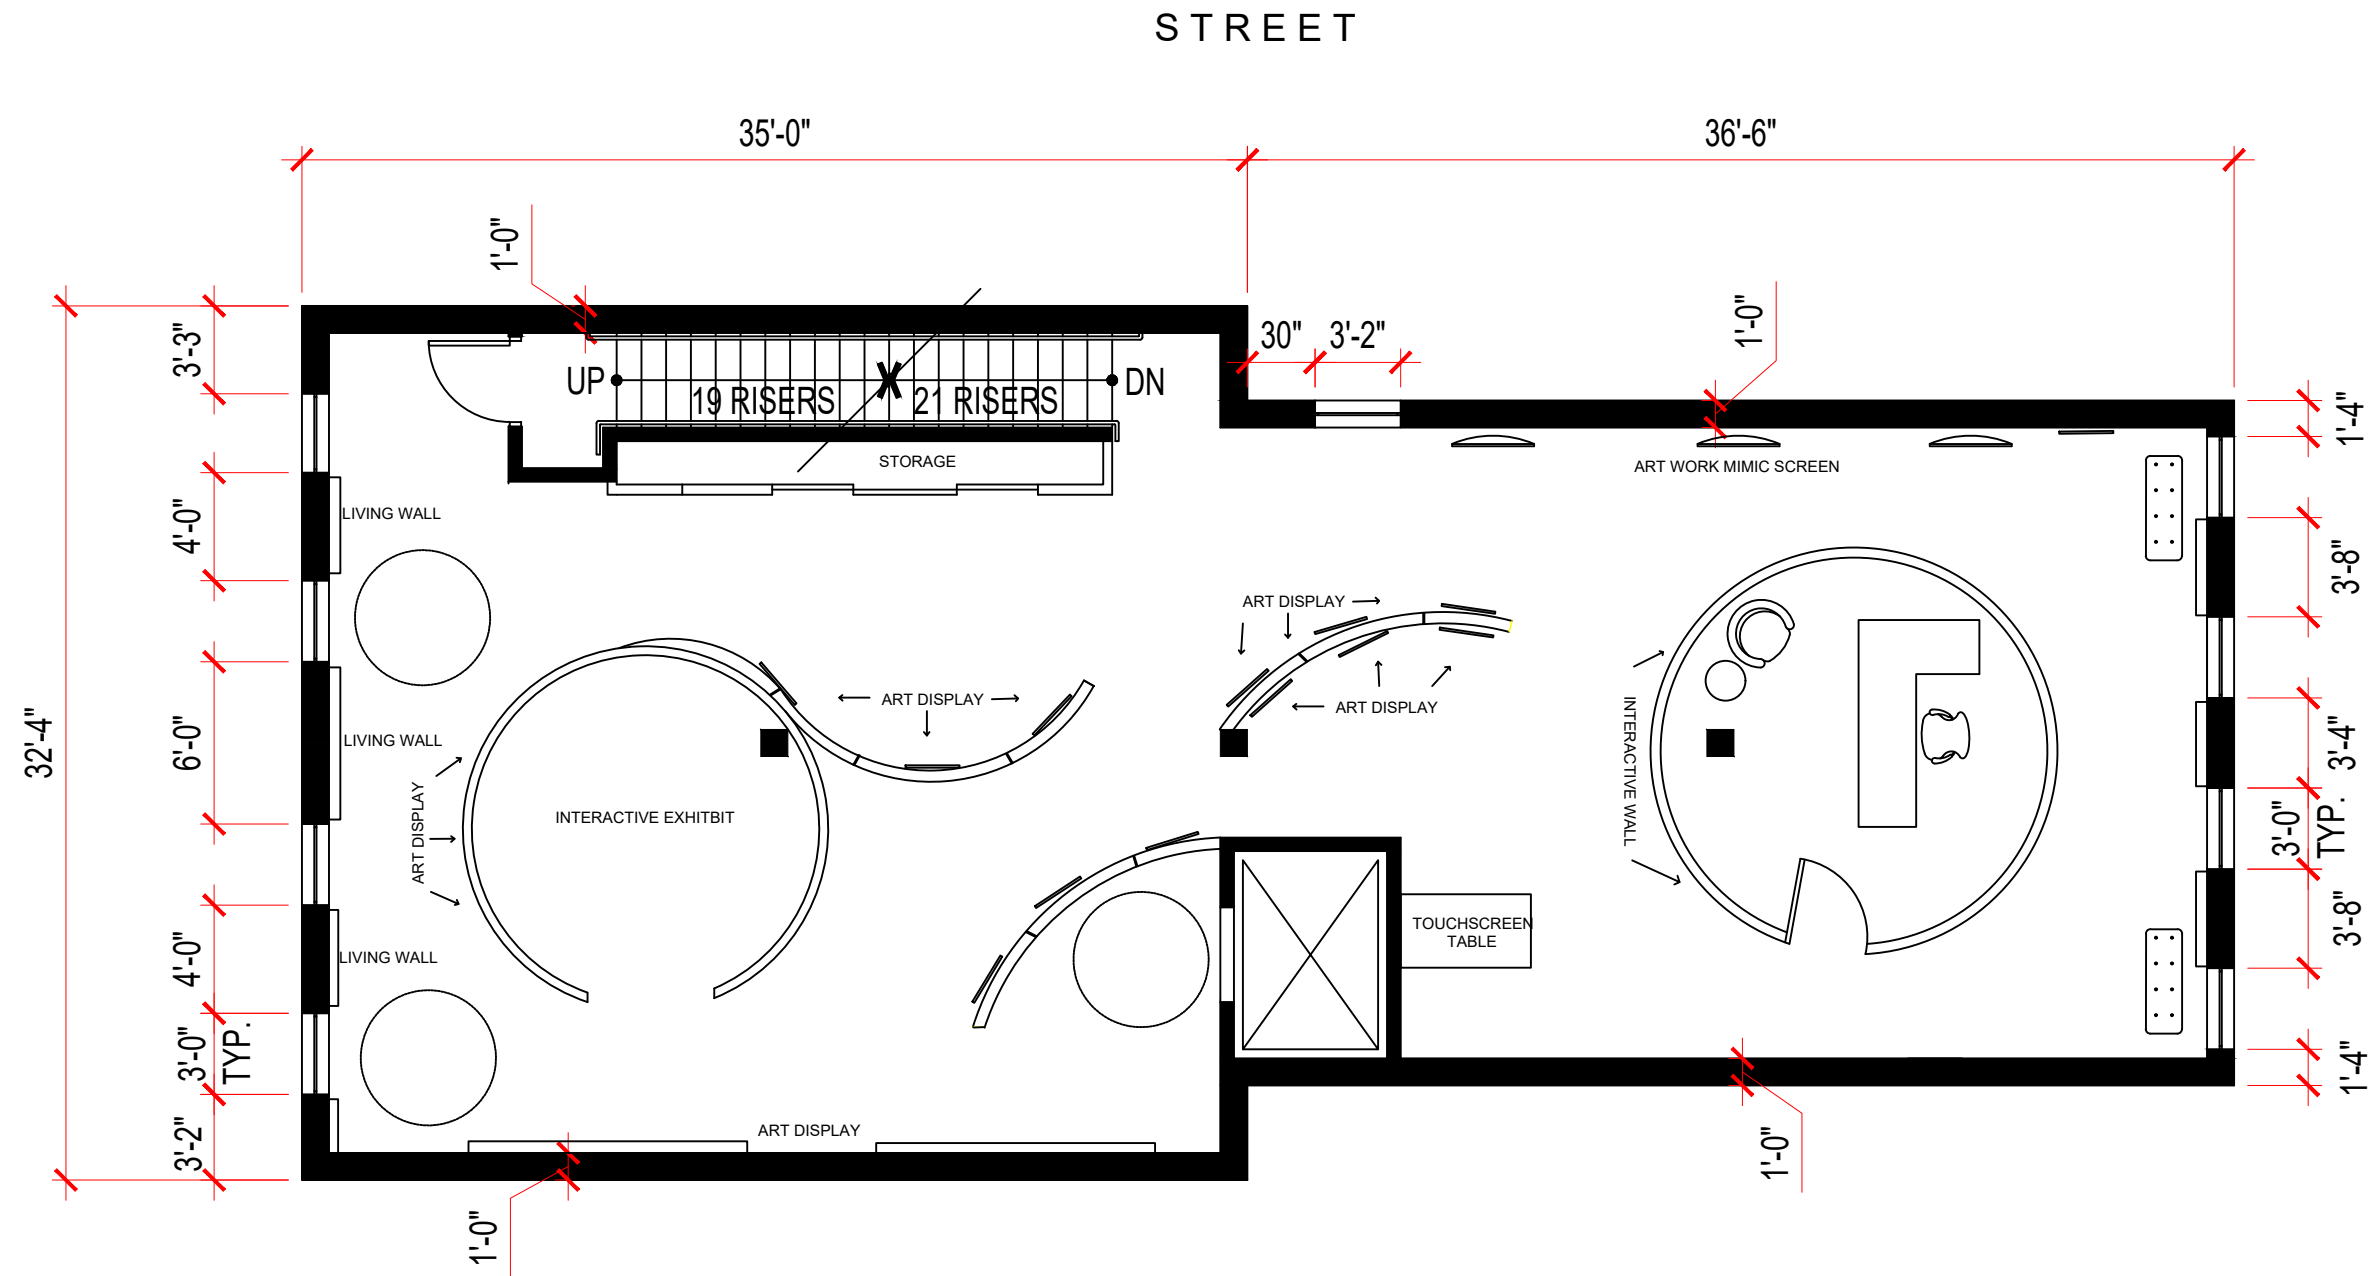 STREET
35'-0"
36'-6"
1'-0"
1'-0"
3'-3"
30"
3'-2"
UP
19 RISERS
21 RISERS
DN
1'-4"
STORAGE
ART WORK MIMIC SCREEN
LIVING WALL
4'-0"
3'-8"
ART DISPLAY
ART DISPLAY
ART DISPLAY
32'-4"
6'-0"
LIVING WALL
INTERACTIVE WALL
3'-4"
ART DISPLAY
INTERACTIVE EXHITBIT
3'-0"
TYP.
4'-0"
LIVING WALL
TOUCHSCREEN
TABLE
3'-8"
3'-0"
TYP.
1'-4"
3'-2"
ART DISPLAY
1'-0"
1'-0"